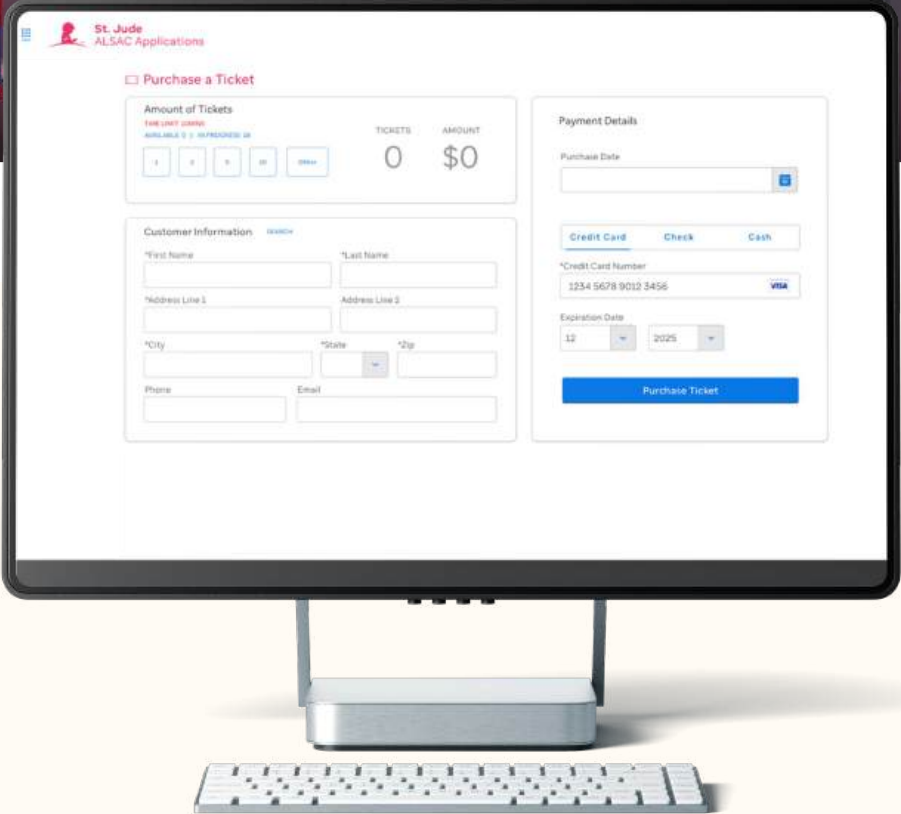 St. Jude
ALSAC Applications
Purchase a Ticket
Amount of Tickets
TICKETS
AMOUNT
0
$0
Other
Customer Information
SEARCH
*First Name
*Last Name
*Address Line 1
Address Line 2
*City
*State
*Zip
Phone
Email
Payment Details
Purchase Date
Credit Card
Check
Cash
*Credit Card Number
1234 5678 9012 3456
VISA
Expiration Date
12
2025
Purchase Ticket